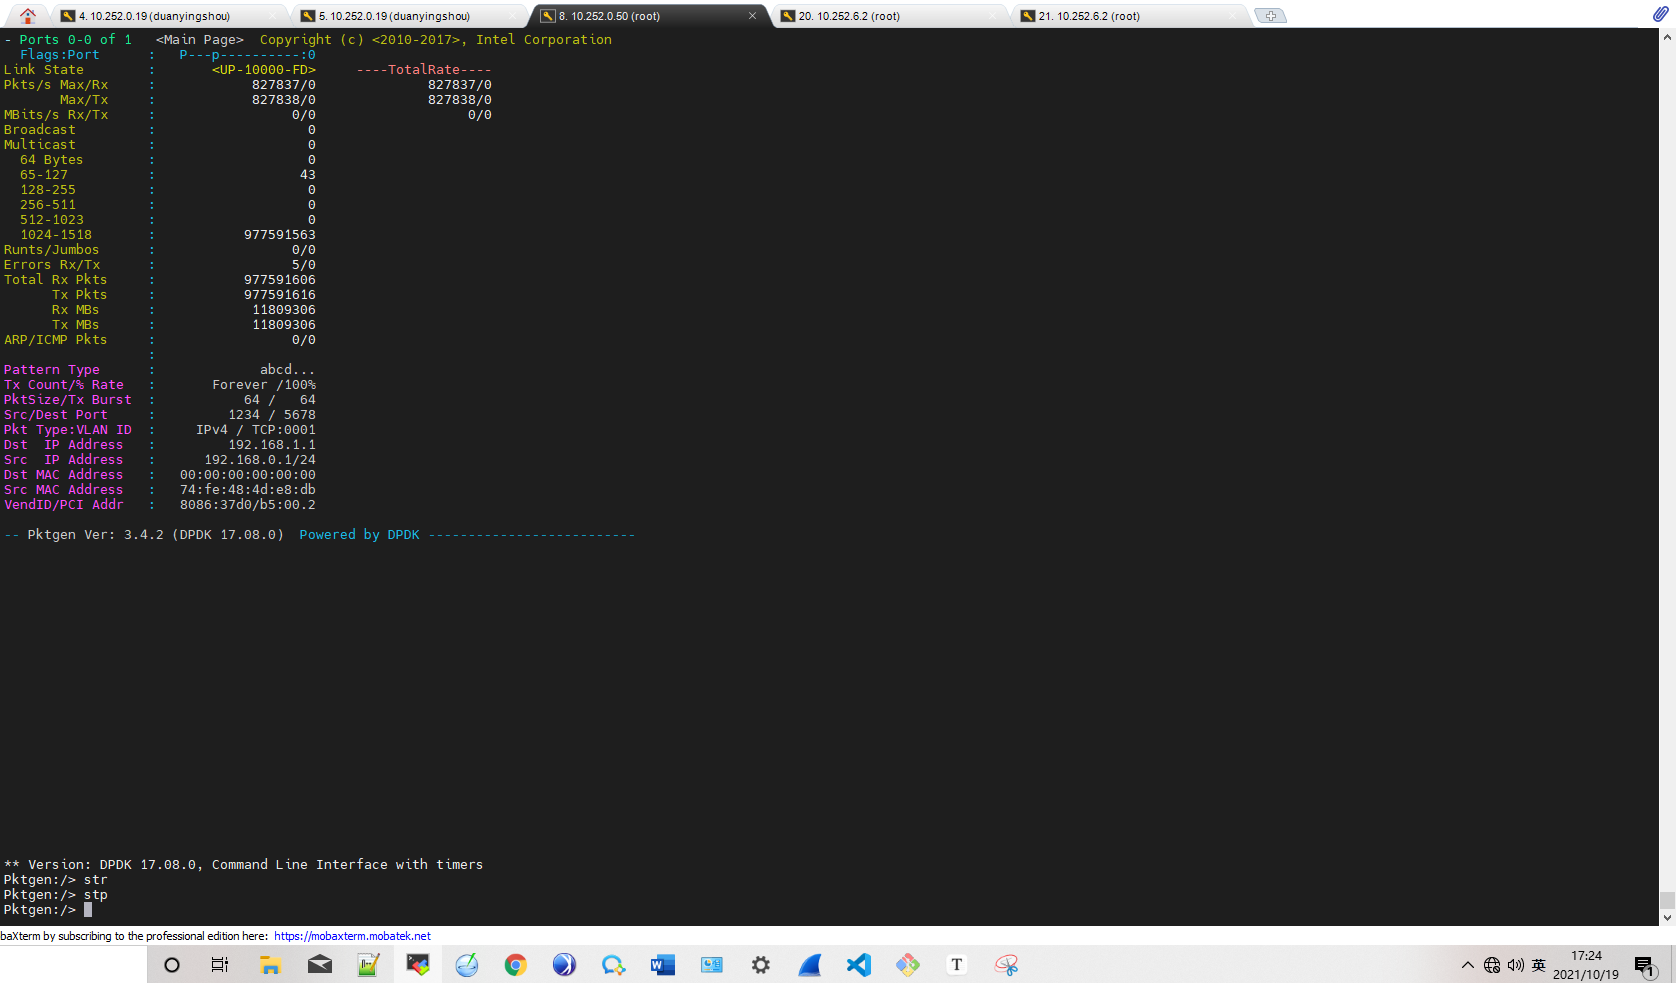 4. 10.252.0.19 (duanyingshou)
5. 10.252.0.19 (duanyingshou)
8. 10.252.0.50 (root)
20. 10.252.6.2 (root)
21. 10.252.6.2 (root)
- Ports 0-0 of 1   <Main Page>  Copyright (c) <2010-2017>, Intel Corporation
Flags:Port      :   P---p----------:0
Link State        :       <UP-10000-FD>     ----TotalRate----
Pkts/s Max/Rx     :            827837/0              827837/0
Max/Tx     :            827838/0              827838/0
MBits/s Rx/Tx     :                 0/0                   0/0
Broadcast         :                   0
Multicast         :                   0
64 Bytes        :                   0
65-127          :                  43
128-255         :                   0
256-511         :                   0
512-1023        :                   0
1024-1518       :           977591563
Runts/Jumbos      :                 0/0
Errors Rx/Tx      :                 5/0
Total Rx Pkts     :           977591606
Tx Pkts     :           977591616
Rx MBs      :            11809306
Tx MBs      :            11809306
ARP/ICMP Pkts     :                 0/0
:
Pattern Type      :             abcd...
Tx Count/% Rate   :       Forever /100%
PktSize/Tx Burst  :           64 /   64
Src/Dest Port     :         1234 / 5678
Pkt Type:VLAN ID  :     IPv4 / TCP:0001
Dst  IP Address   :         192.168.1.1
Src  IP Address   :      192.168.0.1/24
Dst MAC Address   :   00:00:00:00:00:00
Src MAC Address   :   74:fe:48:4d:e8:db
VendID/PCI Addr   :   8086:37d0/b5:00.2
-- Pktgen Ver: 3.4.2 (DPDK 17.08.0)  Powered by DPDK --------------------------
** Version: DPDK 17.08.0, Command Line Interface with timers
Pktgen:/> str
Pktgen:/> stp
Pktgen:/>
baXterm by subscribing to the professional edition here:  https://mobaxterm.mobatek.net
T
英
17:24
2021/10/19
1